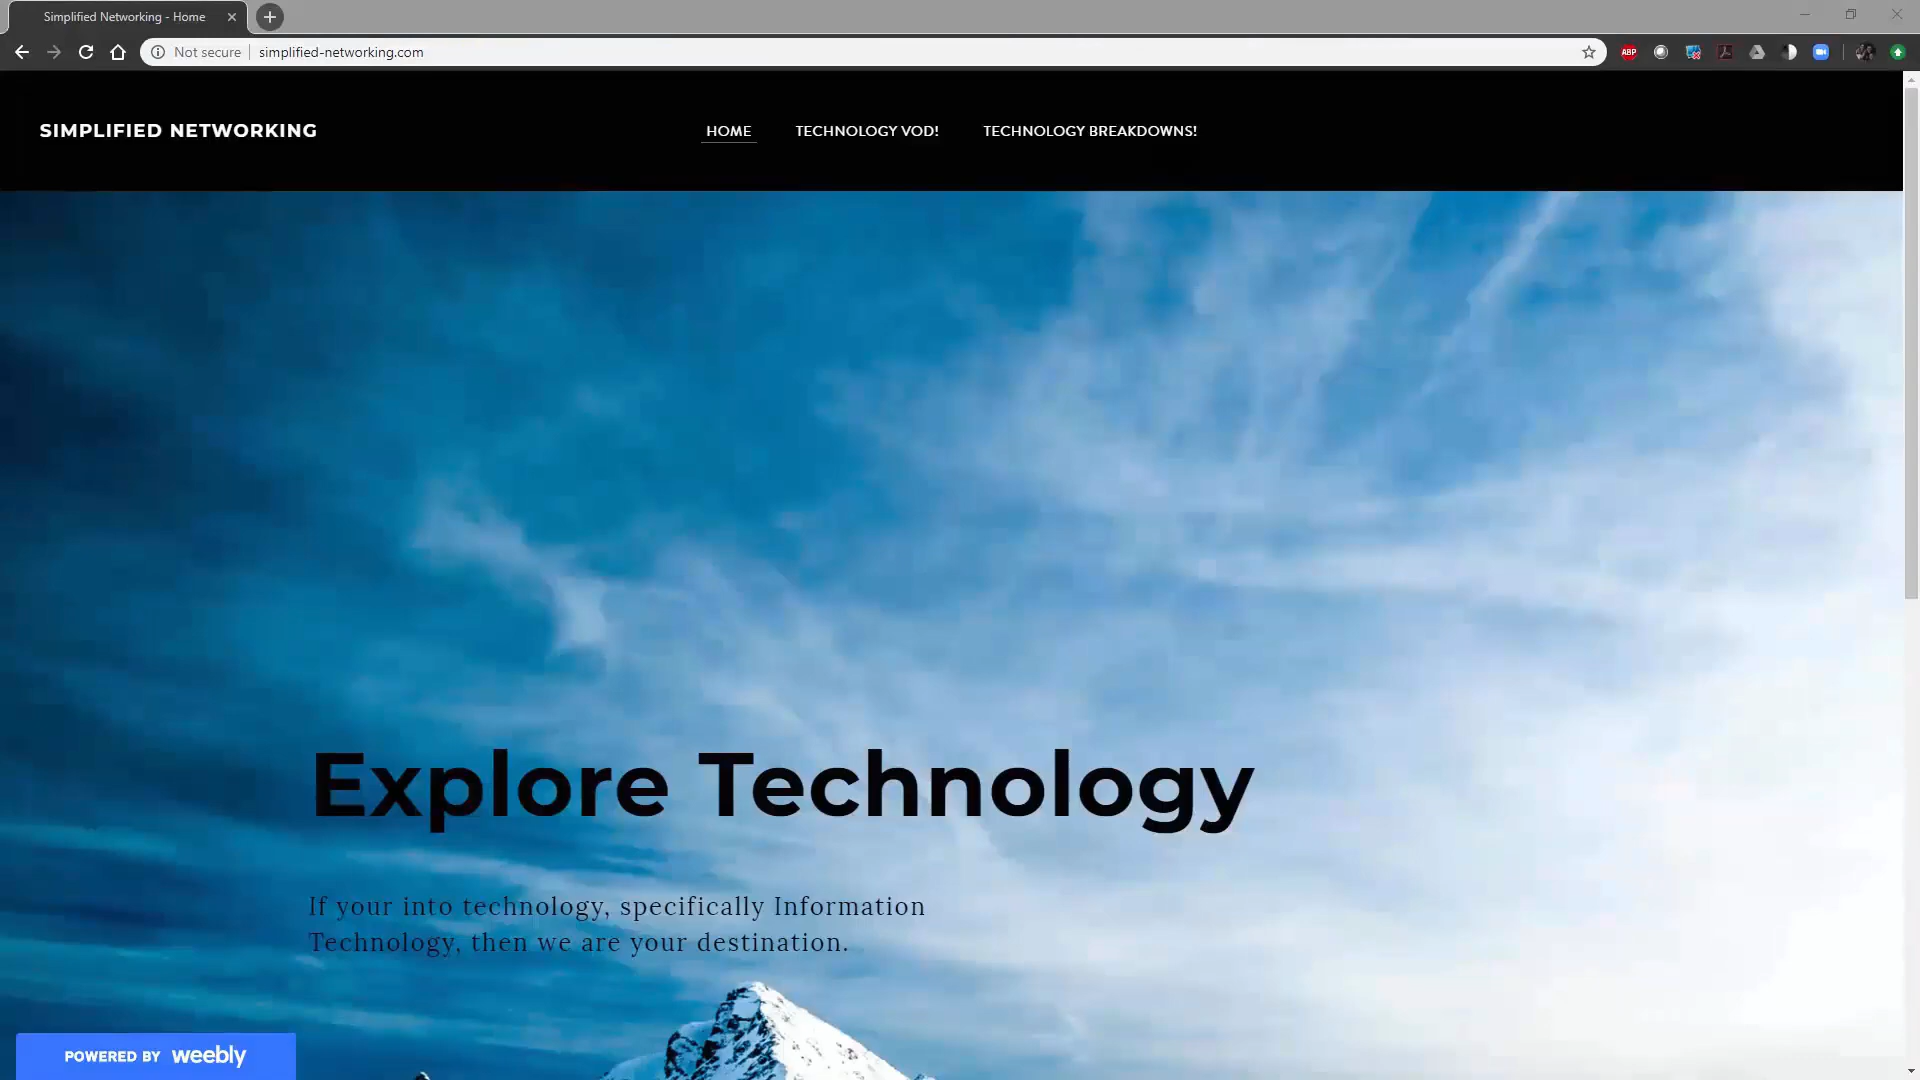 Simplified Networking - Home
Not secure simplified-networking.com
ABP
SIMPLIFIED NETWORKING
HOME TECHNOLOGY VOD! TECHNOLOGY BREAKDOWNS!
Explore Technology
If your into technology, specifically Information
Technology, then we are your destination.
POWERED BY weebly